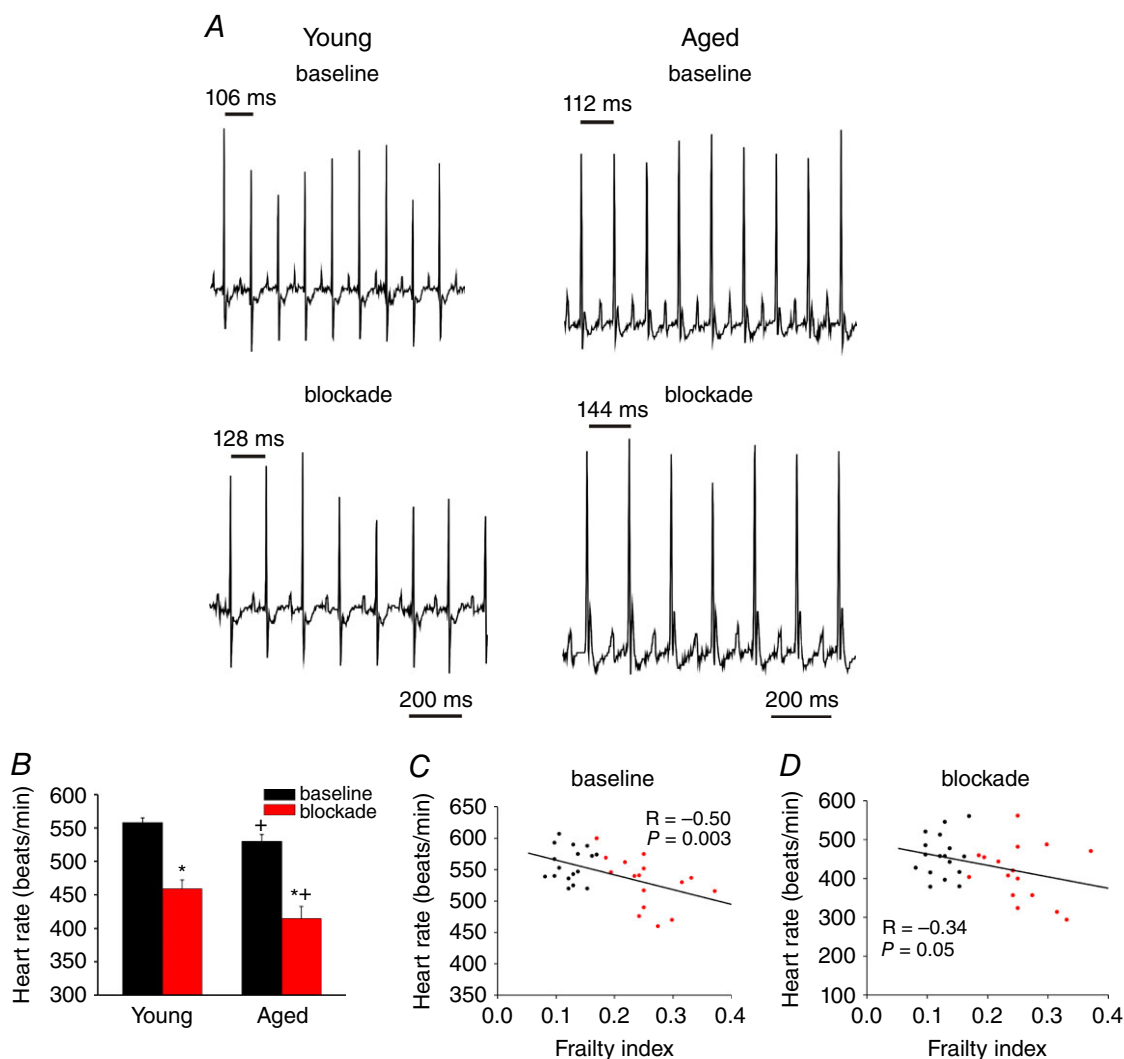 A
Young
Aged
baseline
baseline
106 ms
112 ms
blockade
blockade
128 ms
144 ms
200 ms
200 ms
B
Heart rate (beats/min)
600
550
500
450
400
350
300
baseline
blockade
*
+
*+
Young
Aged
C
baseline
Heart rate (beats/min)
650
600
550
500
450
400
350
R = –0.50
P = 0.003
0.0
0.1
0.2
0.3
0.4
Frailty index
D
blockade
Heart rate (beats/min)
600
500
400
300
200
100
R = –0.34
P = 0.05
0.0
0.1
0.2
0.3
0.4
Frailty index